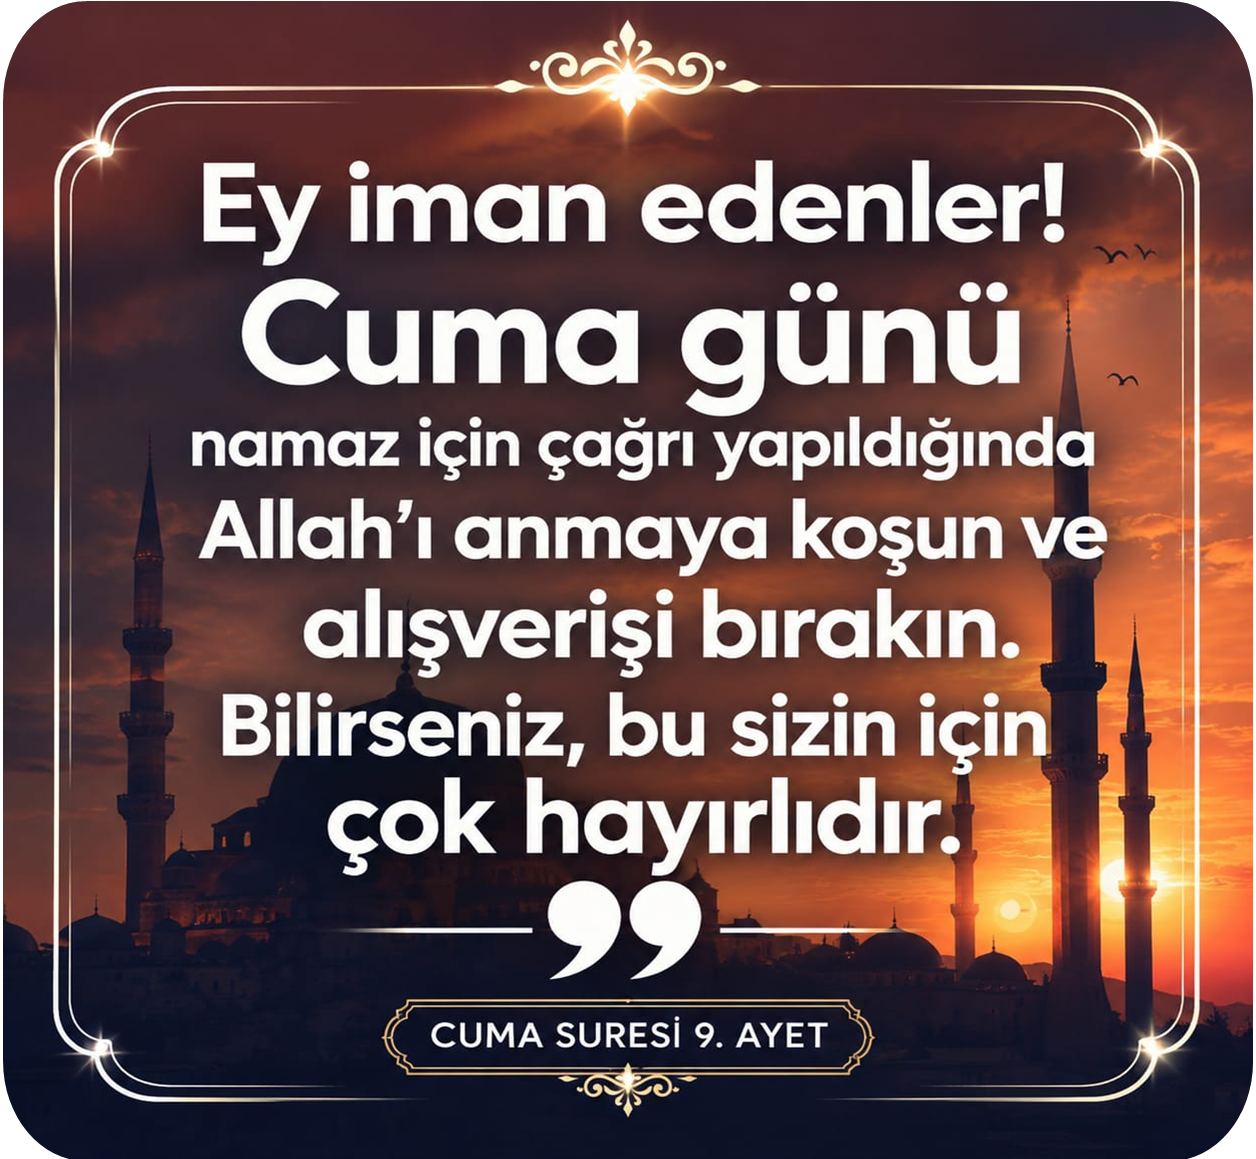 Ey iman edenler!
Cuma günü
namaz için çağrı yapıldığında
Allah’ı anmaya koşun ve
alışverişi bırakın.
Bilirseniz, bu sizin için
çok hayırlıdır.
”
CUMA SURESİ 9. AYET